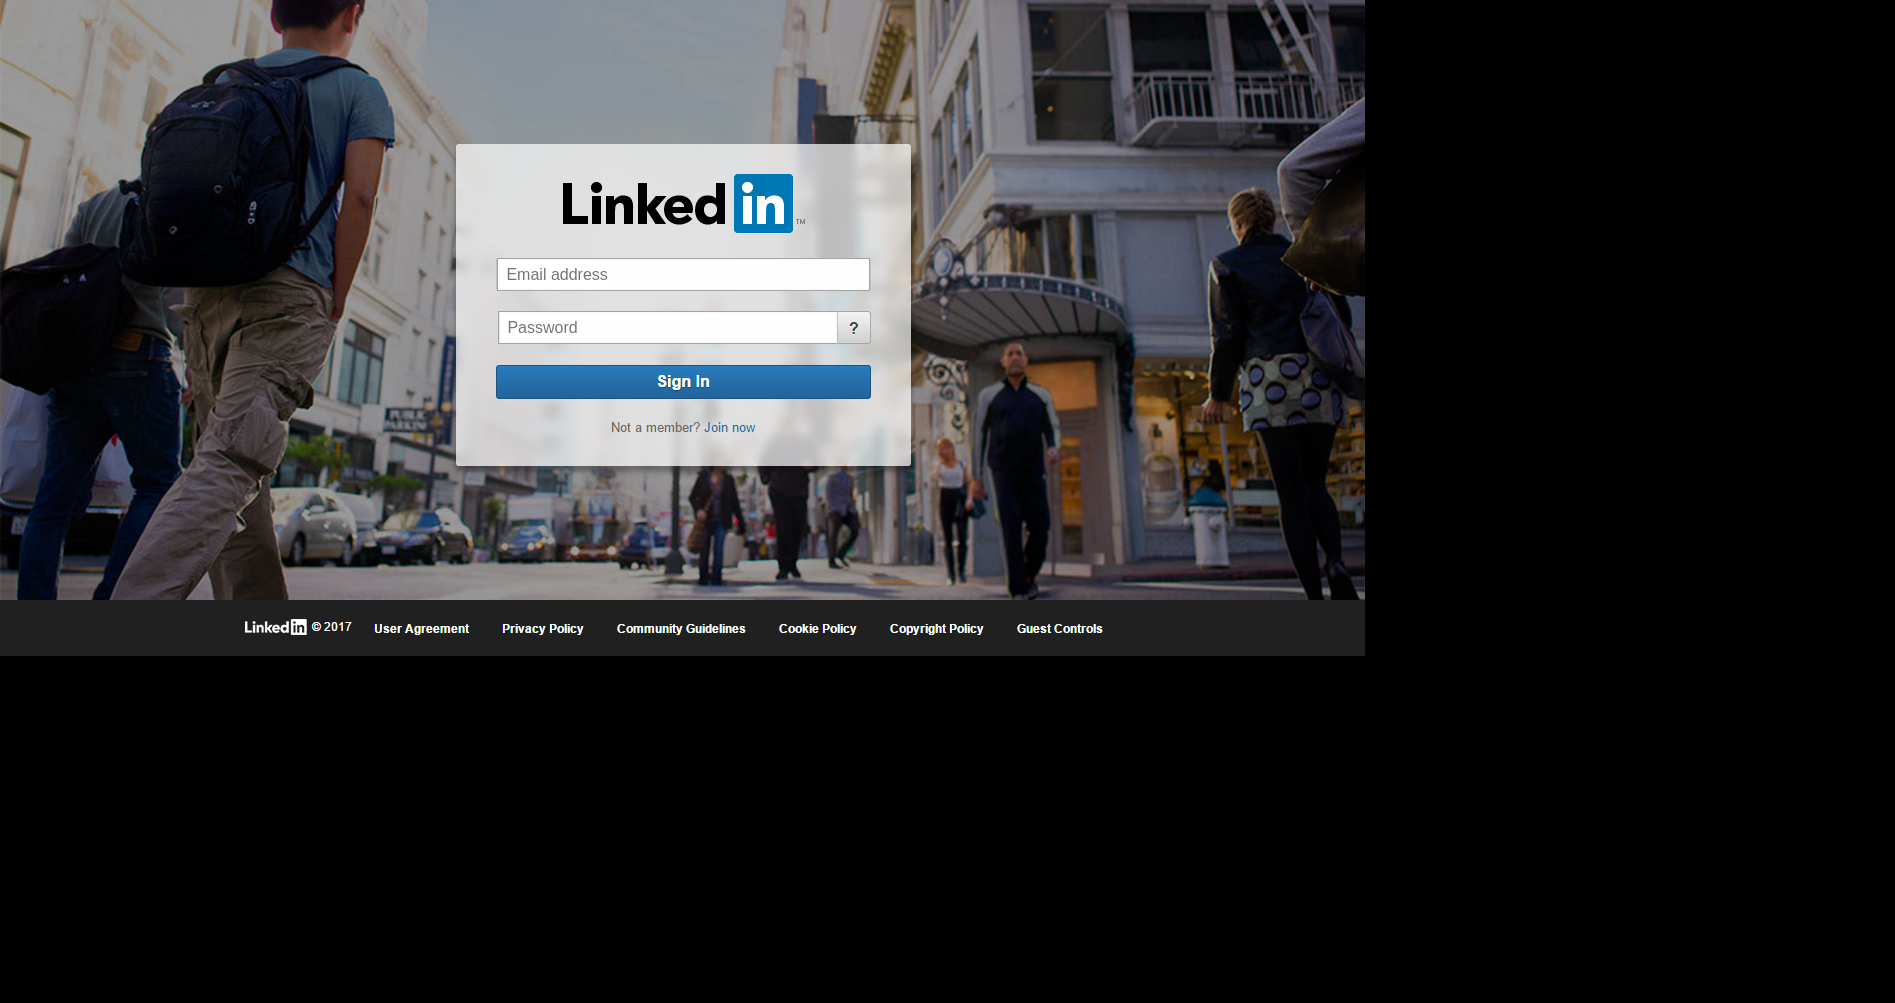 Linked in ™
Email address
Password ?
Sign In
Not a member? Join now
PUBLIC
PARKING
Linked in © 2017 User Agreement Privacy Policy Community Guidelines Cookie Policy Copyright Policy Guest Controls